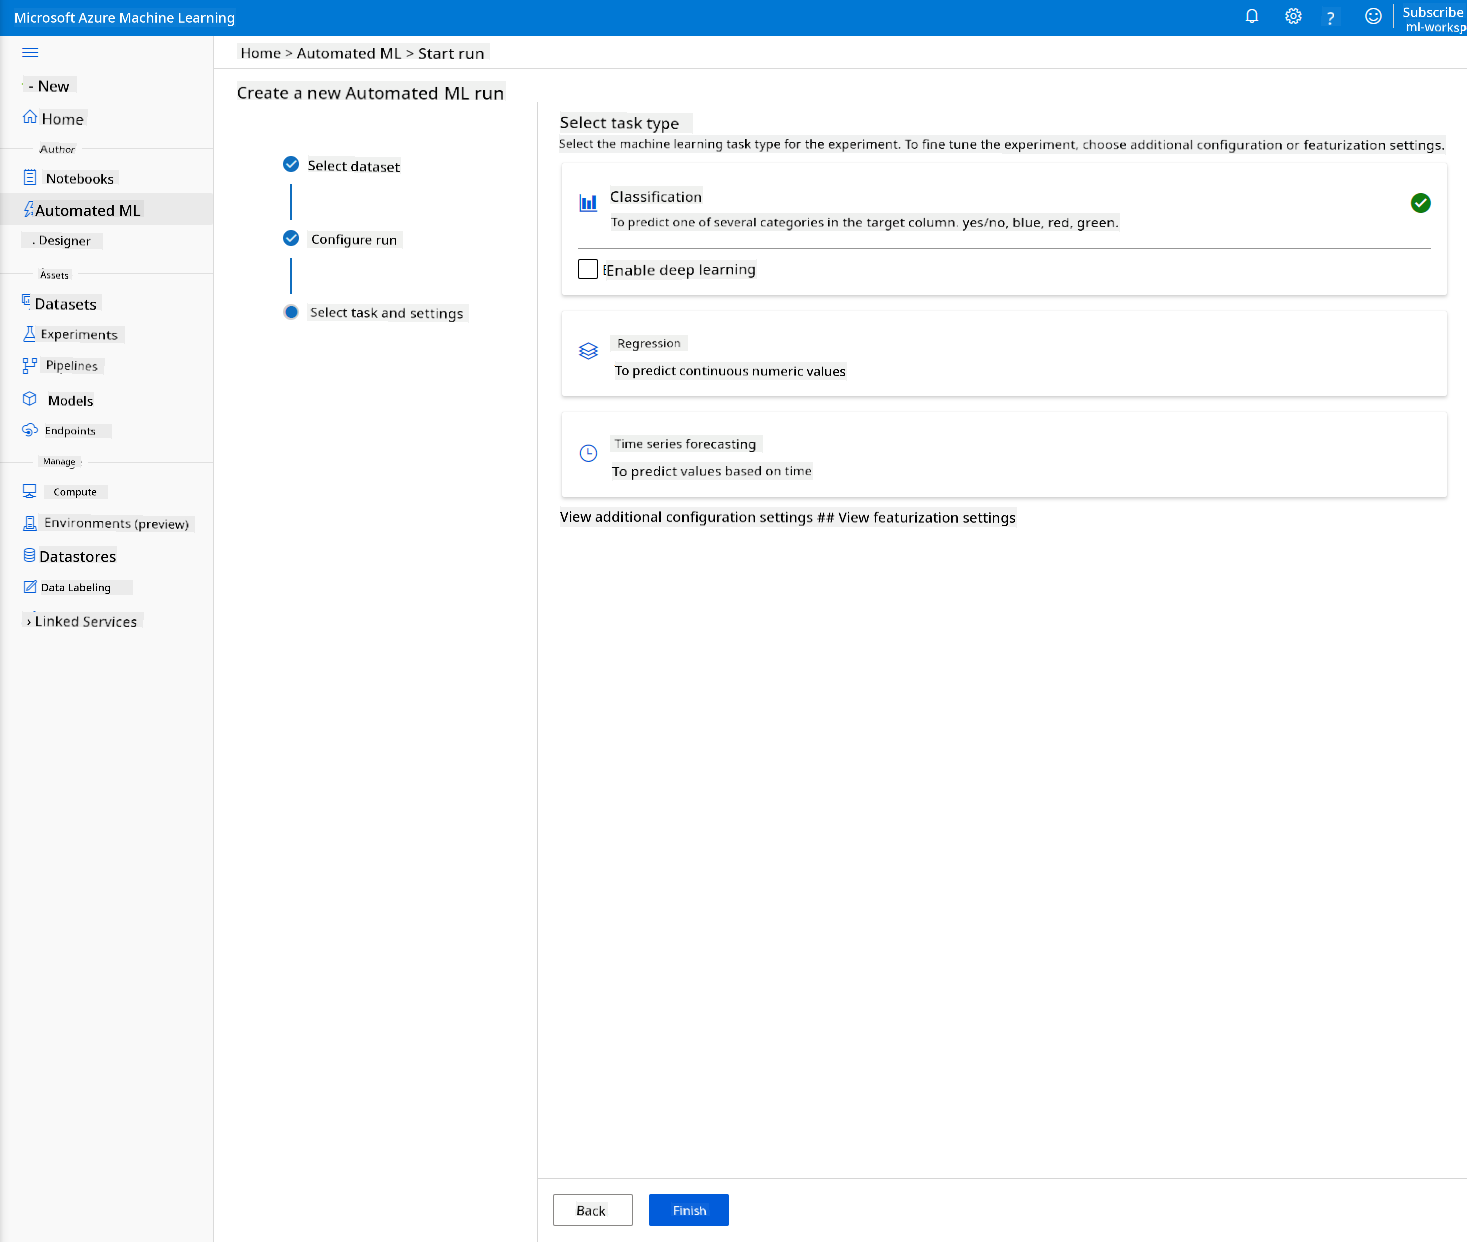 Microsoft Azure Machine Learning
?
Subscribe
ml-worksp
Home > Automated ML > Start run
- New
Home
Author
Notebooks
Automated ML
. Designer
Assets
Datasets
Experiments
Pipelines
Models
Endpoints
Manage
Compute
Environments (preview)
Datastores
Data Labeling
› Linked Services
Create a new Automated ML run
Select dataset
Configure run
Select task and settings
Select task type
Select the machine learning task type for the experiment. To fine tune the experiment, choose additional configuration or featurization settings.
Classification
To predict one of several categories in the target column. yes/no, blue, red, green.
Enable deep learning
Regression
To predict continuous numeric values
Time series forecasting
To predict values based on time
View additional configuration settings ## View featurization settings
Back
Finish